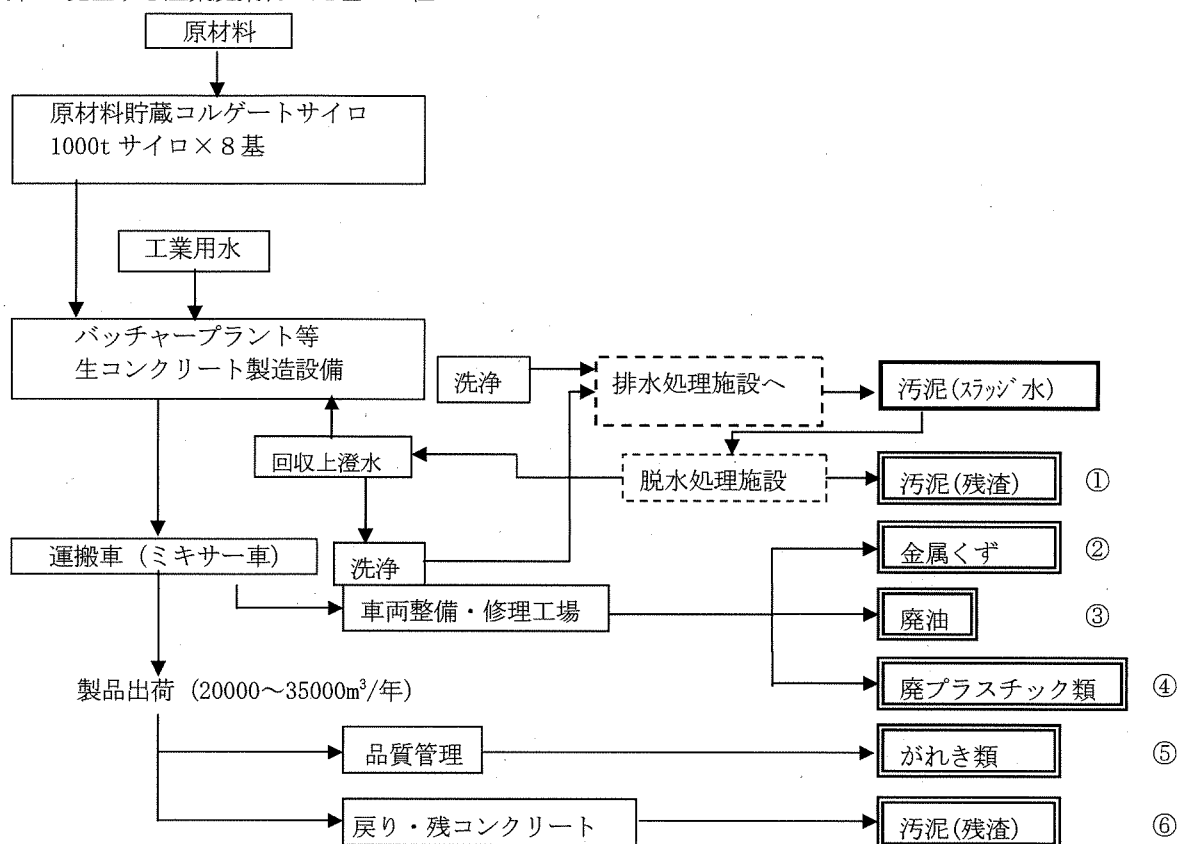 原材料
原材料貯蔵コルゲートサイロ
1000t サイロ×8基
工業用水
バッチャープラント等
生コンクリート製造設備
洗浄
排水処理施設へ
汚泥(スラッジ水)
回収上澄水
脱水処理施設
汚泥(残渣)
①
運搬車（ミキサー車）
洗浄
金属くず
②
車両整備・修理工場
廃油
③
製品出荷（20000～35000m³/年）
廃プラスチック類
④
品質管理
がれき類
⑤
戻り・残コンクリート
汚泥(残渣)
⑥